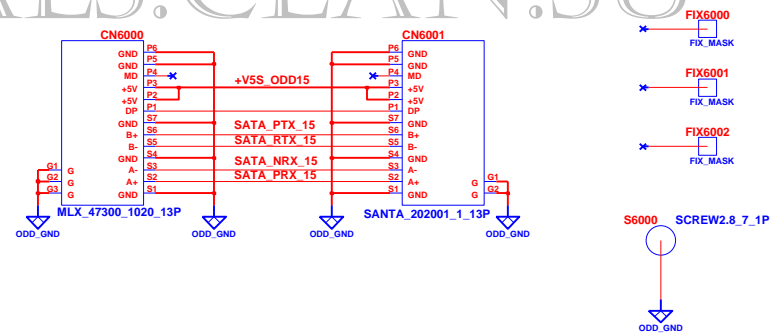 CN6000
GND
GND
MD
+5V
+5V
DP
GND
B+
B-
GND
A-
A+
GND
P6
P5
P4
P3
P2
P1
S7
S6
S5
S4
S3
S2
S1
G1
G2
G3
G
G
G
MLX_47300_1020_13P
ODD_GND
ODD_GND
+V5S_ODD15
SATA_PTX_15
SATA_RTX_15
SATA_NRX_15
SATA_PRX_15
CN6001
P6
P5
P4
P3
P2
P1
S7
S6
S5
S4
S3
S2
S1
GND
GND
MD
+5V
+5V
DP
GND
B+
B-
GND
A-
A+
GND
G
G
G1
G2
SANTA_202001_1_13P
ODD_GND
ODD_GND
FIX6000
FIX_MASK
FIX6001
FIX_MASK
FIX6002
FIX_MASK
S6000
SCREW2.8_7_1P
ODD_GND